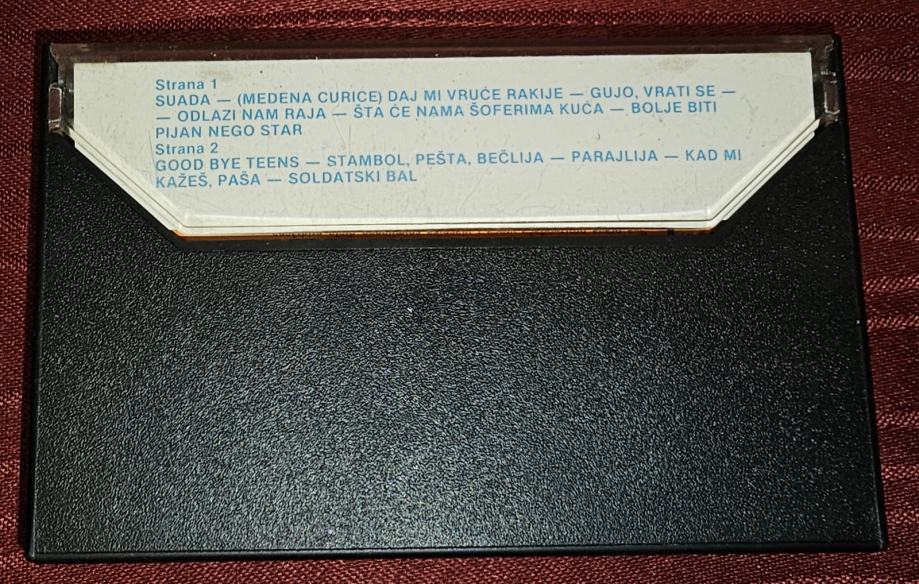 Strana 1
SUADA — (MEDENA CURICE) DAJ MI VRUĆE RAKIJE — GUJO, VRATI SE —
— ODLAZI NAM RAJA — ŠTA ĆE NAMA ŠOFERIMA KUĆA — BOLJE BITI
PIJAN NEGO STAR
Strana 2
GOOD BYE TEENS — STAMBOL, PEŠTA, BEČLIJA — PARAJLIJA — KAD MI
KAŽEŠ, PAŠA — SOLDATSKI BAL